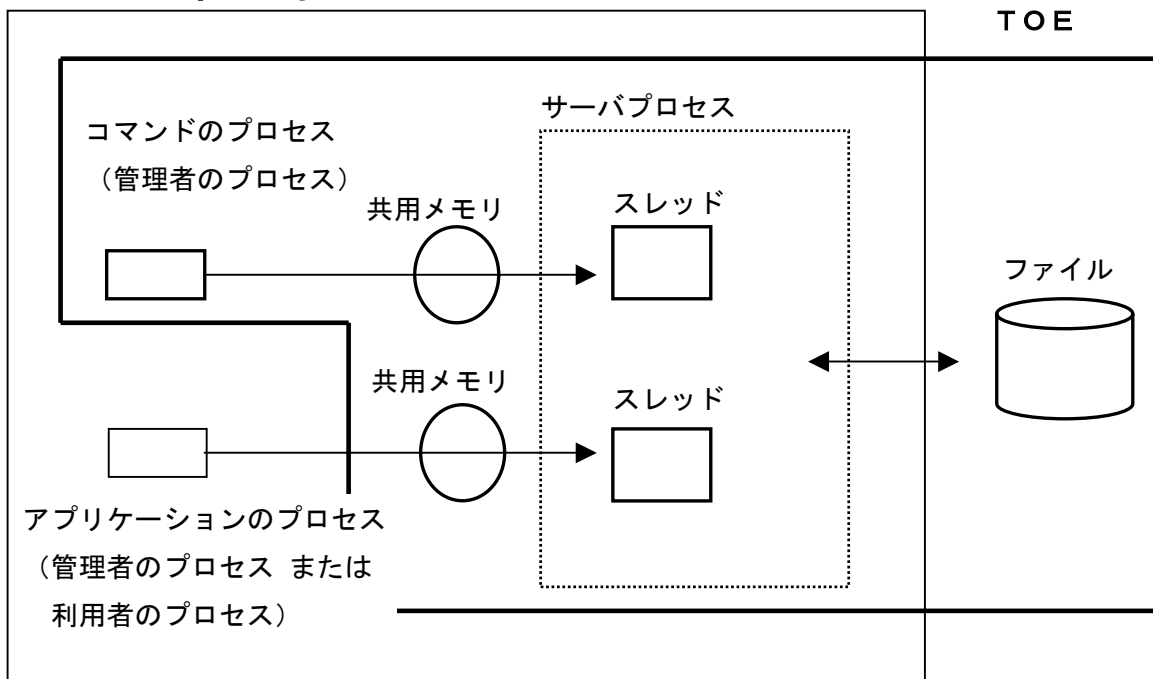 TOE
サーバプロセス
コマンドのプロセス
（管理者のプロセス）
共用メモリ
スレッド
ファイル
共用メモリ
スレッド
アプリケーションのプロセス
（管理者のプロセス または
利用者のプロセス）